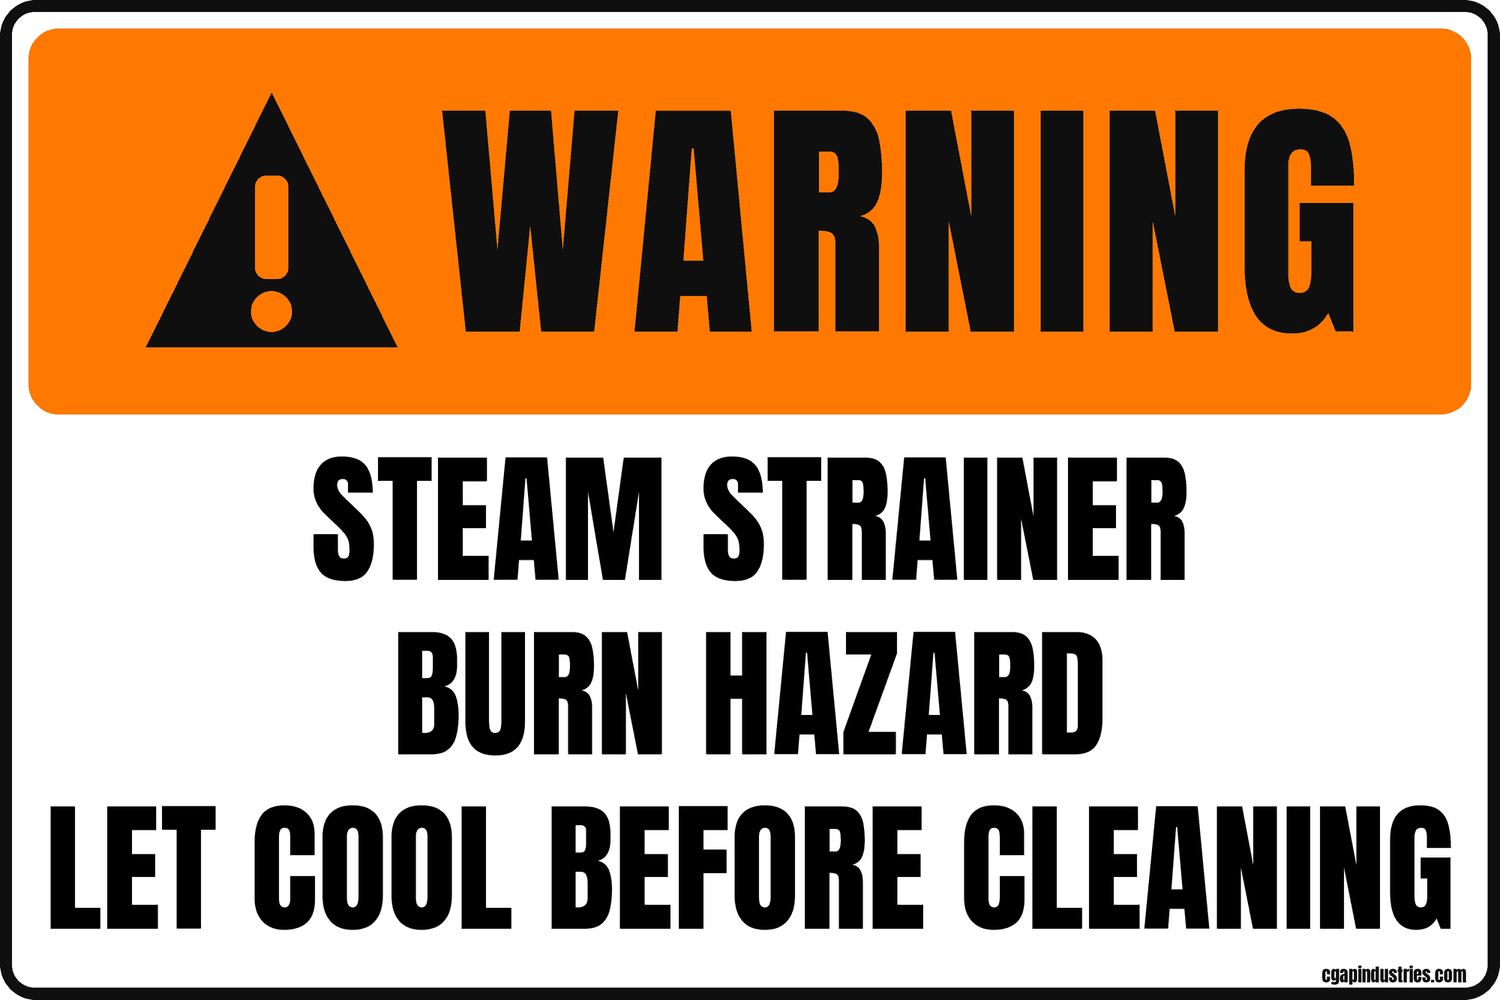 WARNING
STEAM STRAINER
BURN HAZARD
LET COOL BEFORE CLEANING
cgapindustries.com